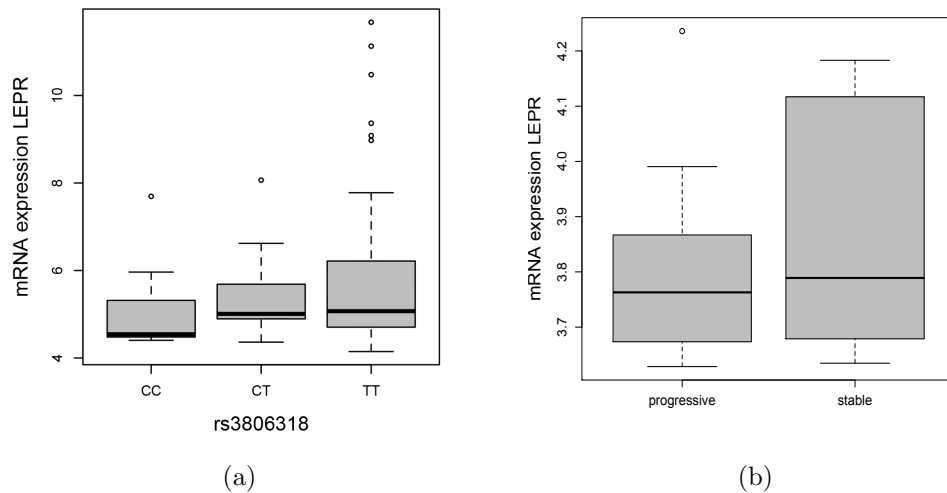 mRNA expression LEPR
10
8
6
4
CC CT TT
rs3806318
(a)
mRNA expression LEPR
4.2
4.1
4.0
3.9
3.8
3.7
progressive stable
(b)